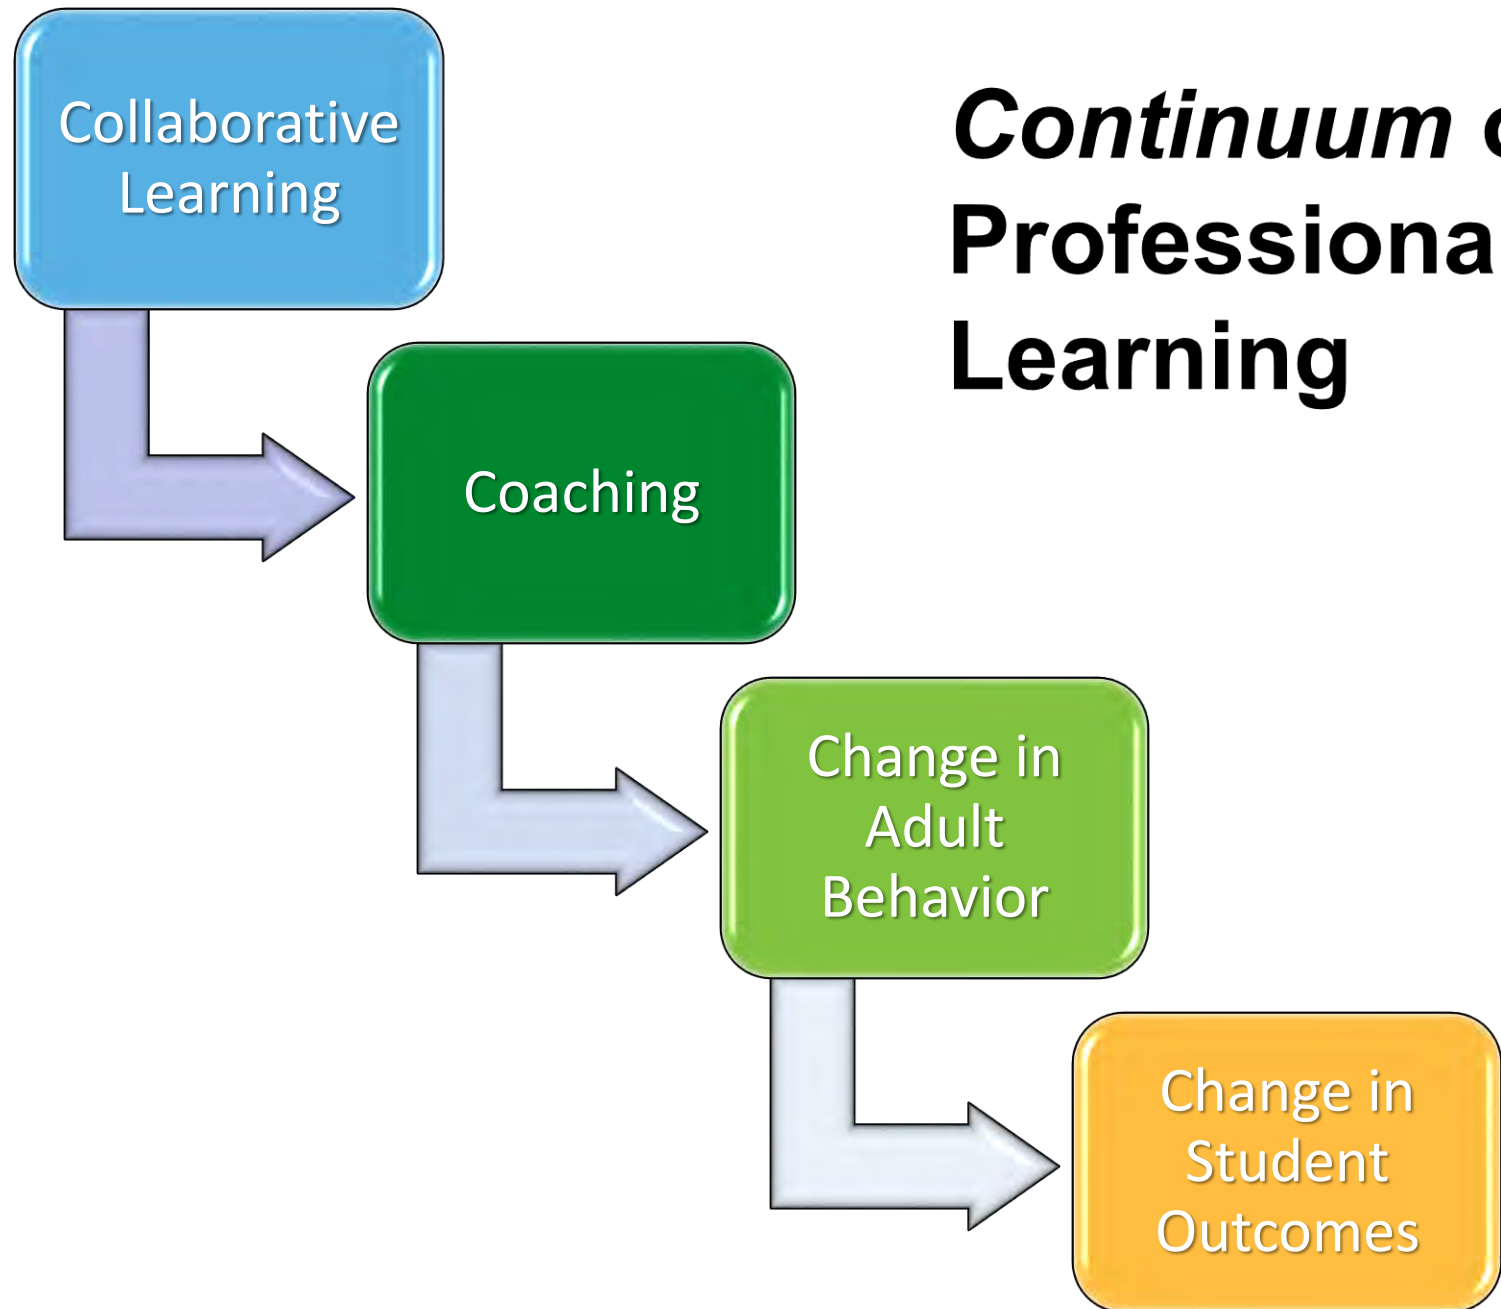 Collaborative
Learning
Continuum
Professiona
Learning
Coaching
Change in
Adult
Behavior
Change in
Student
Outcomes